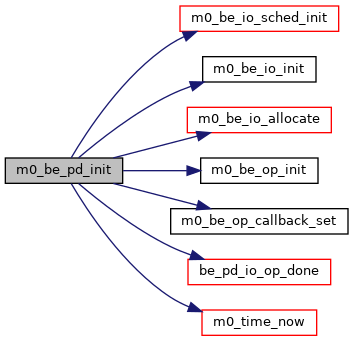 m0_be_io_sched_init
m0_be_io_init
m0_be_io_allocate
m0_be_pd_init
m0_be_op_init
m0_be_op_callback_set
be_pd_io_op_done
m0_time_now